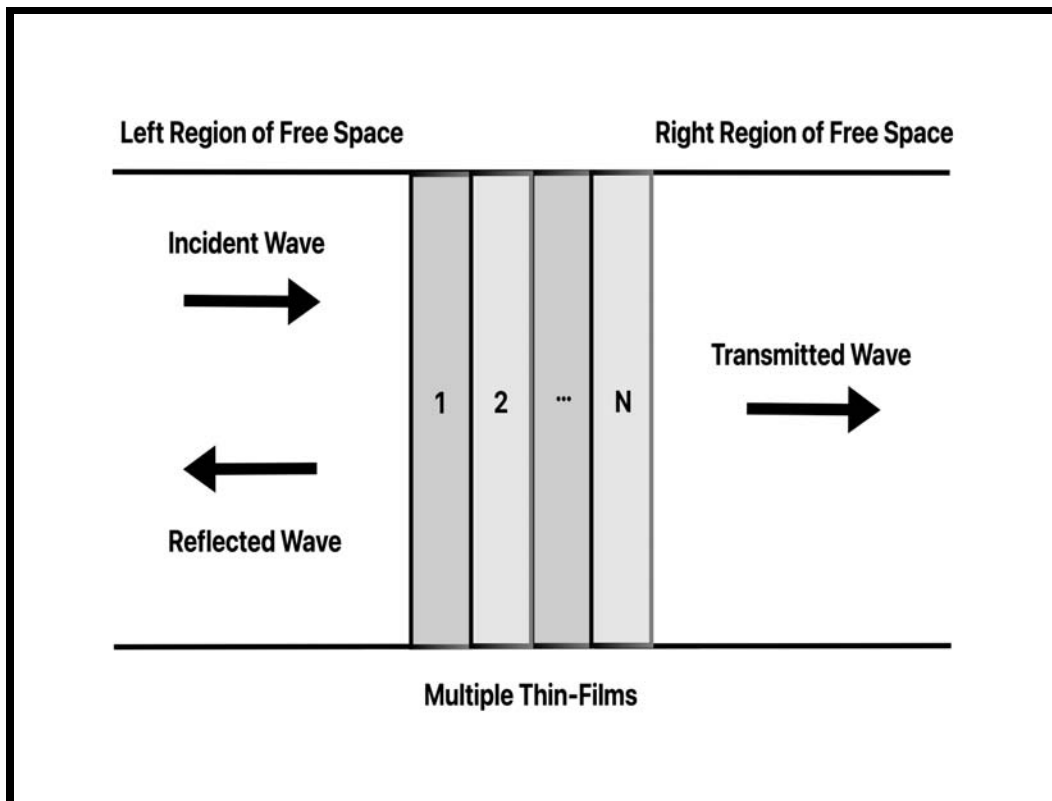 Left Region of Free Space
Right Region of Free Space
Incident Wave
Transmitted Wave
1 2 ... N
Reflected Wave
Multiple Thin-Films